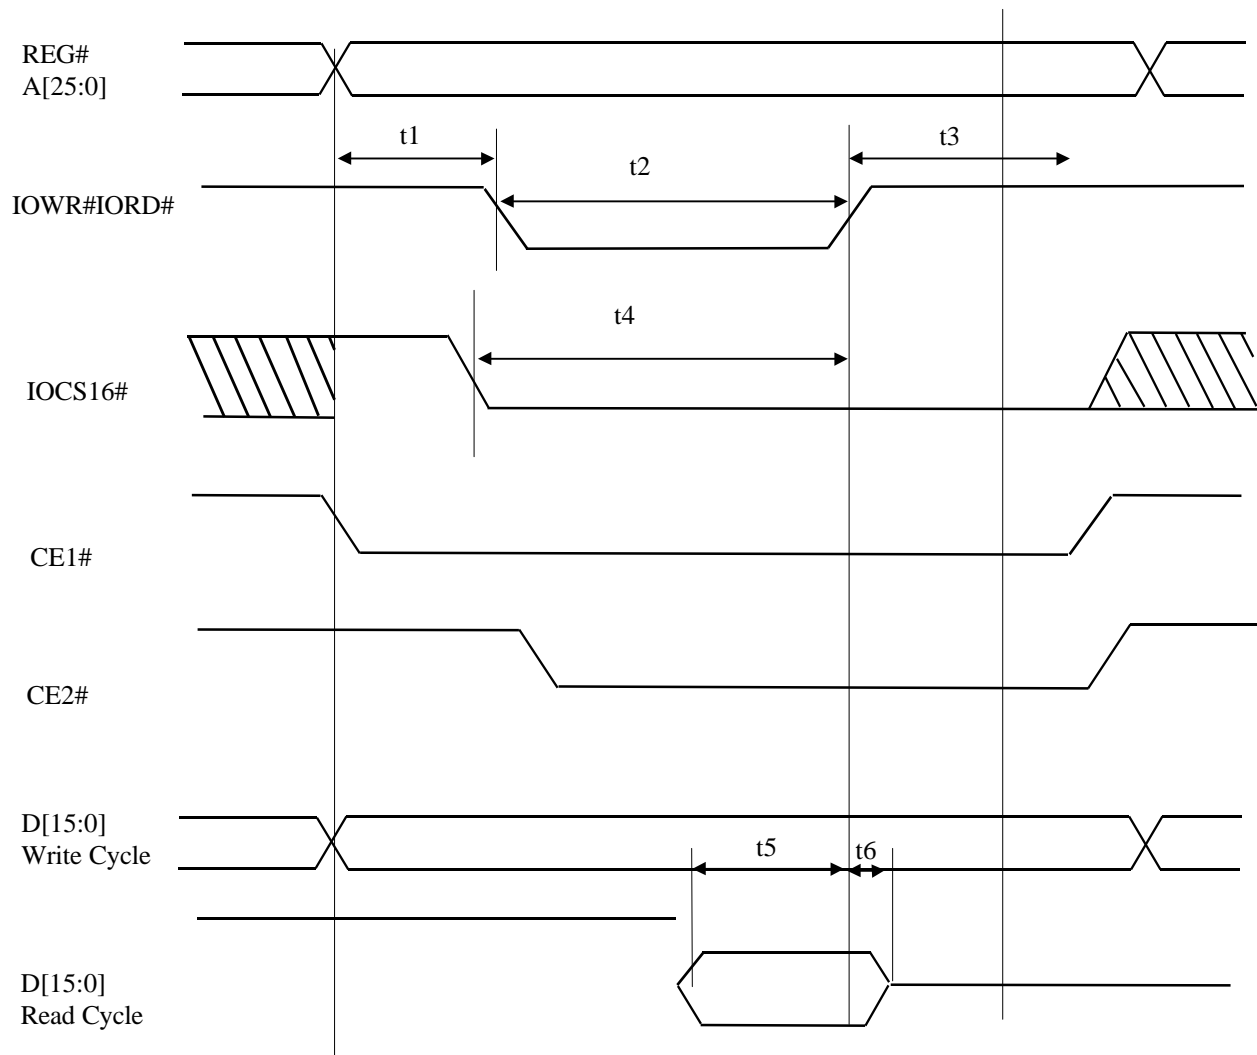 REG#
A[25:0]
t1
t2
t3
IOWR#IORD#
t4
IOCS16#
CE1#
CE2#
D[15:0]
Write Cycle
t5
t6
D[15:0]
Read Cycle